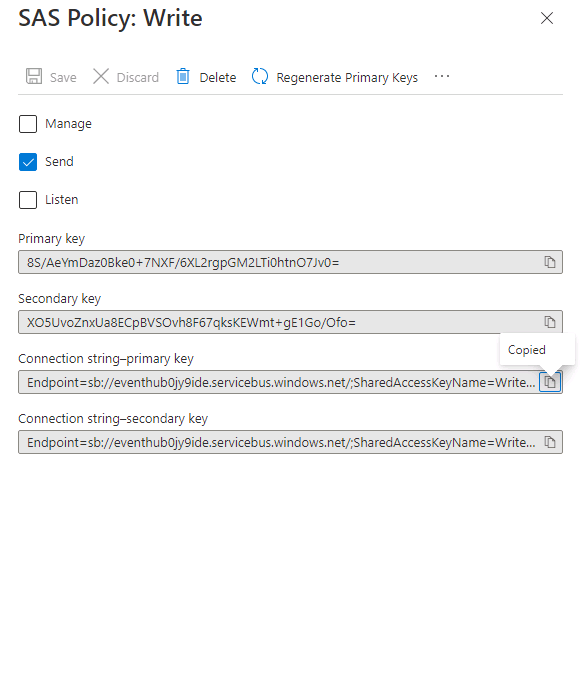 SAS Policy: Write
Save
Discard
Delete
Regenerate Primary Keys
Manage
Send
Listen
Primary key
8S/AeYmDaz0Bke0+7NXF/6XL2rgpGM2LTi0htnO7Jv0=
Secondary key
XO5UvoZnxUa8ECpBVSOvh8F67qksKEWmt+gE1Go/Ofo=
Copied
Connection string–primary key
Endpoint=sb://eventhub0jy9ide.servicebus.windows.net/;SharedAccessKeyName=Write...
Connection string–secondary key
Endpoint=sb://eventhub0jy9ide.servicebus.windows.net/;SharedAccessKeyName=Write...